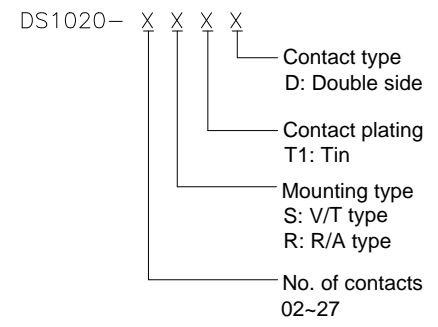 DS1020- X X X X
Contact type
D: Double side
Contact plating
T1: Tin
Mounting type
S: V/T type
R: R/A type
No. of contacts
02~27